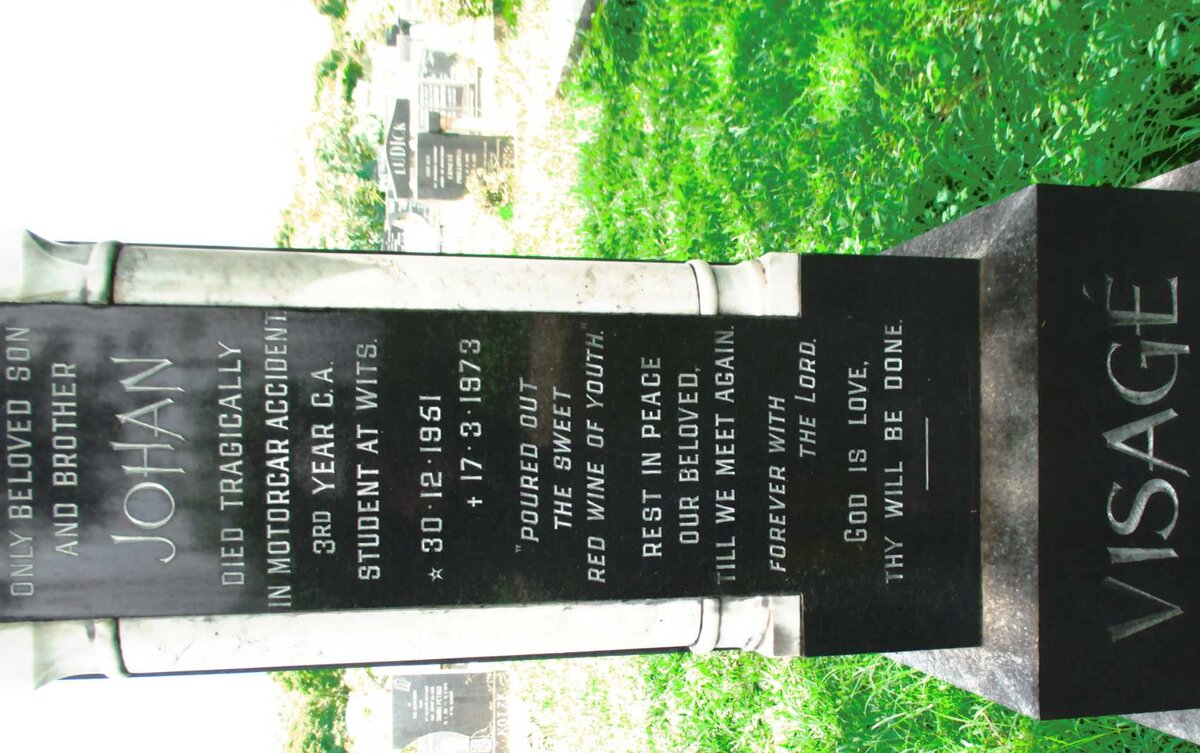 ONLY BELOVED SON
AND BROTHER
JOHAN
DIED TRAGICALLY
IN MOTORCAR ACCIDENT.
3RD YEAR C.A.
STUDENT AT WITS.
☆ 30·12·1951
† 17·3·1973
"POURED OUT
THE SWEET
RED WINE OF YOUTH."
REST IN PEACE
OUR BELOVED,
TILL WE MEET AGAIN.
FOREVER WITH
THE LORD.
GOD IS LOVE,
THY WILL BE DONE.
VISAGÉ
LUDICK
KOTZ